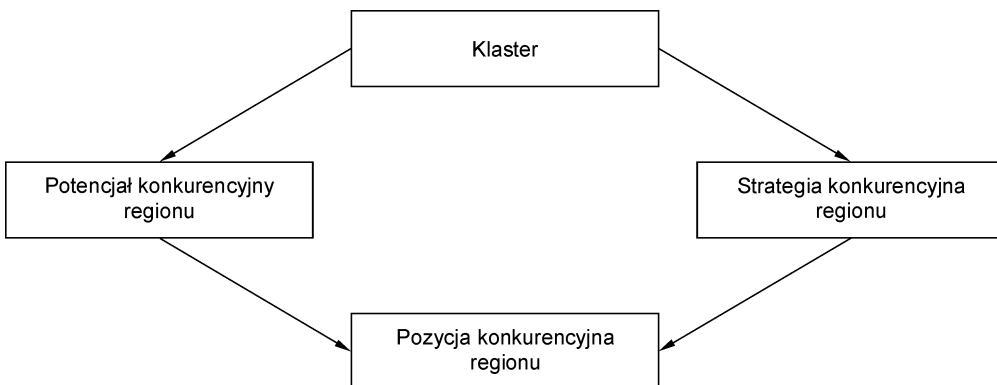 Klaster
Potencjał konkurencyjny
regionu
Strategia konkurencyjna
regionu
Pozycja konkurencyjna
regionu